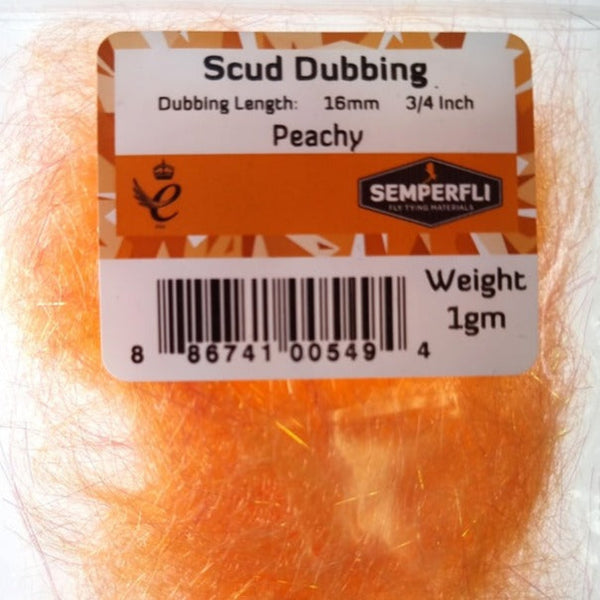 Scud Dubbing
Dubbing Length: 16mm 3/4 Inch
Peachy
SEMPERFLI
FLY TYING MATERIALS
Weight
1gm
8 86741 00549 4